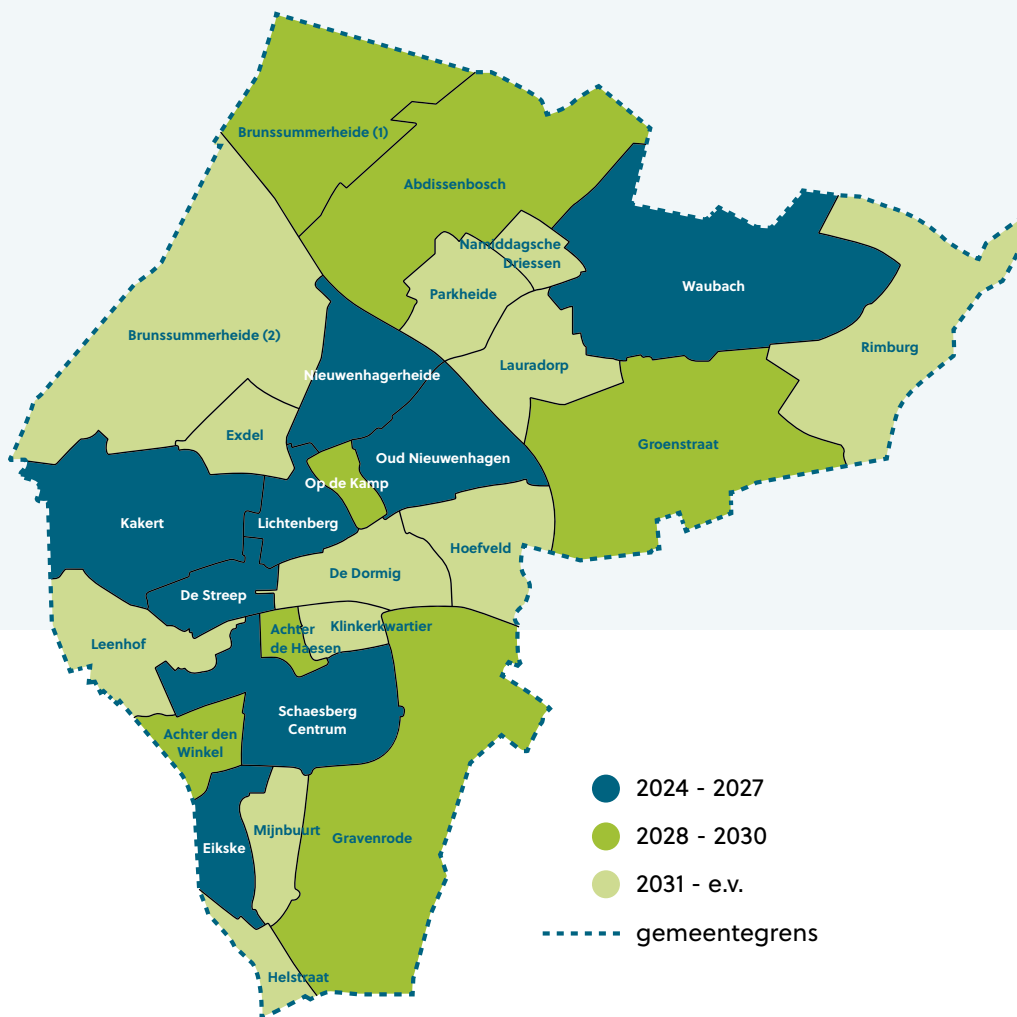 Brunssummerheide (1)
Abdissenbosch
Namiddagsche
Driessen
Waubach
Parkheide
Brunssummerheide (2)
Rimburg
Lauradorp
Nieuwenhagerheide
Exdel
Groenstraat
Oud Nieuwenhagen
Op de Kamp
Kakert
Lichtenberg
Hoefveld
De Dormig
De Streep
Klinkerkwartier
Achter
de Haesen
Leenhof
Schaesberg
Centrum
Achter den
Winkel
Mijnbuurt
Gravenrode
Eikske
Helstraat
2024 - 2027
2028 - 2030
2031 - e.v.
gemeentegrens